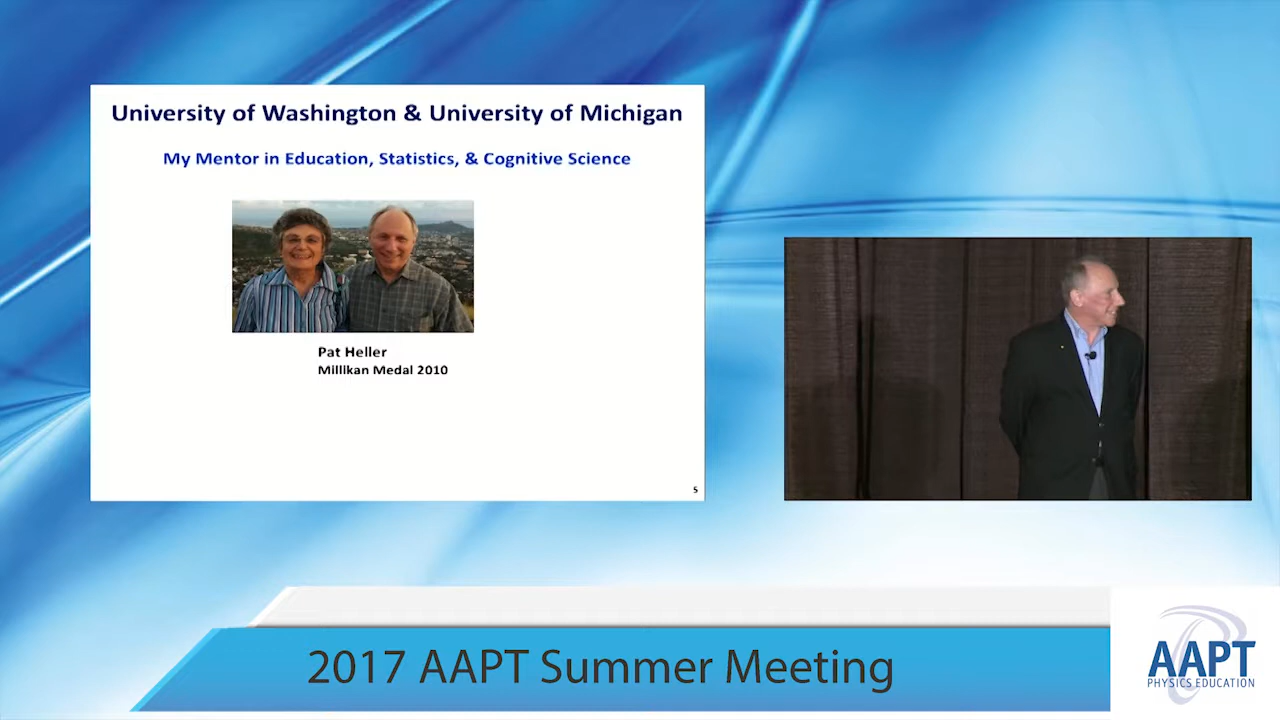 University of Washington & University of Michigan
My Mentor in Education, Statistics, & Cognitive Science
Pat Heller
Millikan Medal 2010
5
2017 AAPT Summer Meeting
AAPT
PHYSICS EDUCATION